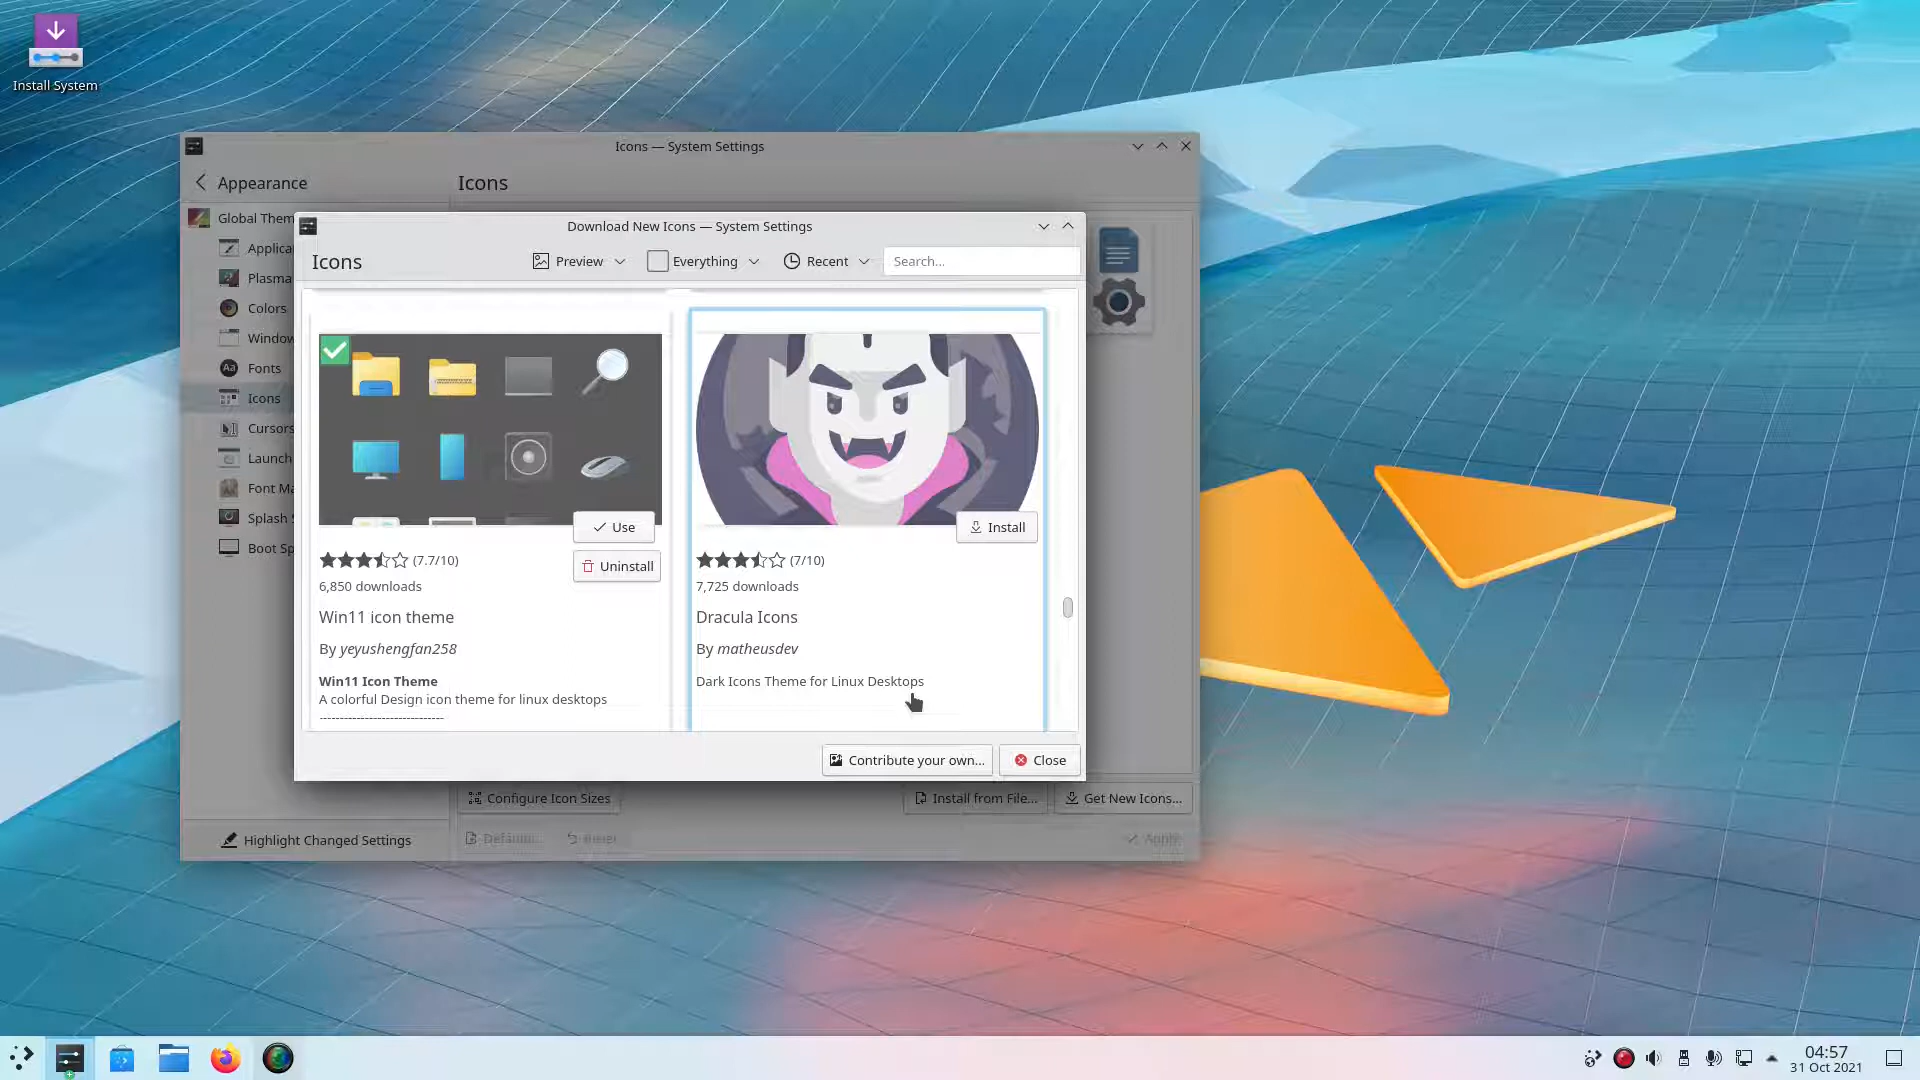 Install System
Icons — System Settings
Appearance
Icons
Global Them
Applica
Plasma
Colors
Window
Fonts
Icons
Cursors
Launch
Font Ma
Splash S
Boot Sp
Highlight Changed Settings
Download New Icons — System Settings
Icons
Preview
Everything
Recent
Search...
Use
Uninstall
(7.7/10)
6,850 downloads
Win11 icon theme
By yeyushengfan258
Win11 Icon Theme
A colorful Design icon theme for linux desktops
------------------------------
Install
(7/10)
7,725 downloads
Dracula Icons
By matheusdev
Dark Icons Theme for Linux Desktops
Contribute your own...
Close
Configure Icon Sizes
Install from File...
Get New Icons...
Defaults
Reset
Apply
04:57
31 Oct 2021